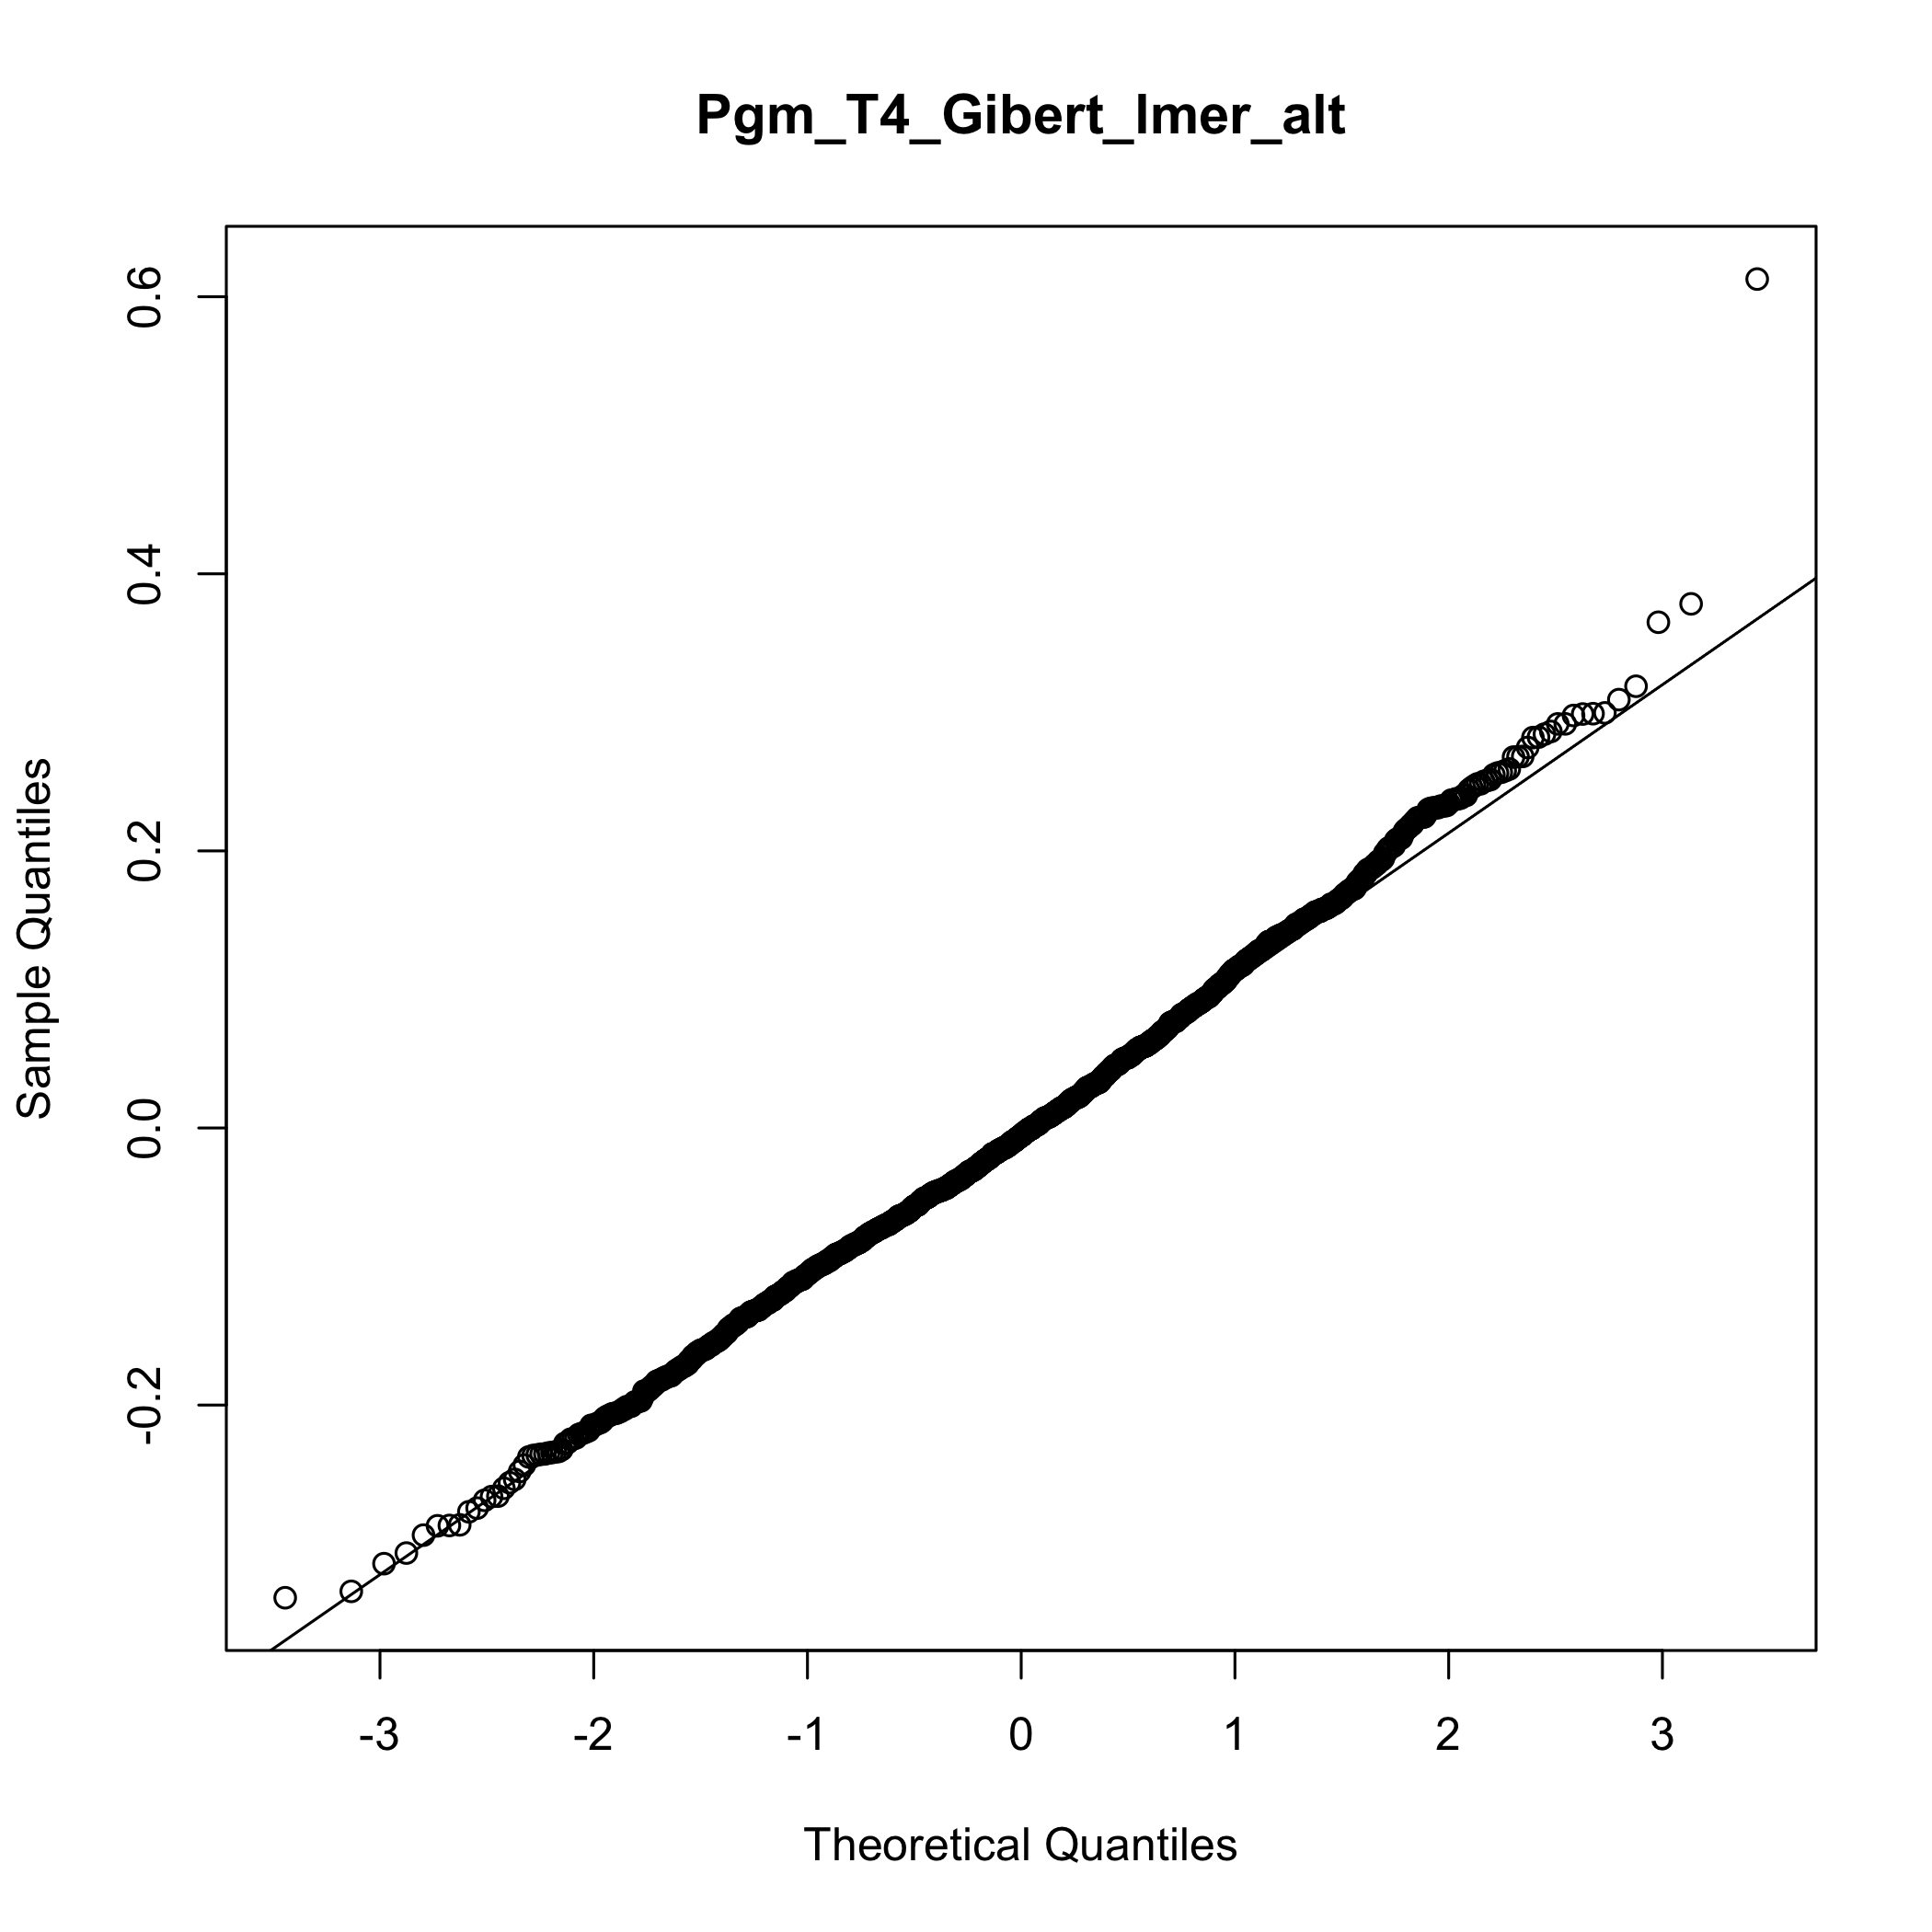 Pgm_T4_Gibert_lmer_alt
Sample Quantiles
0.6
0.4
0.2
0.0
-0.2
-3 -2 -1 0 1 2 3
Theoretical Quantiles